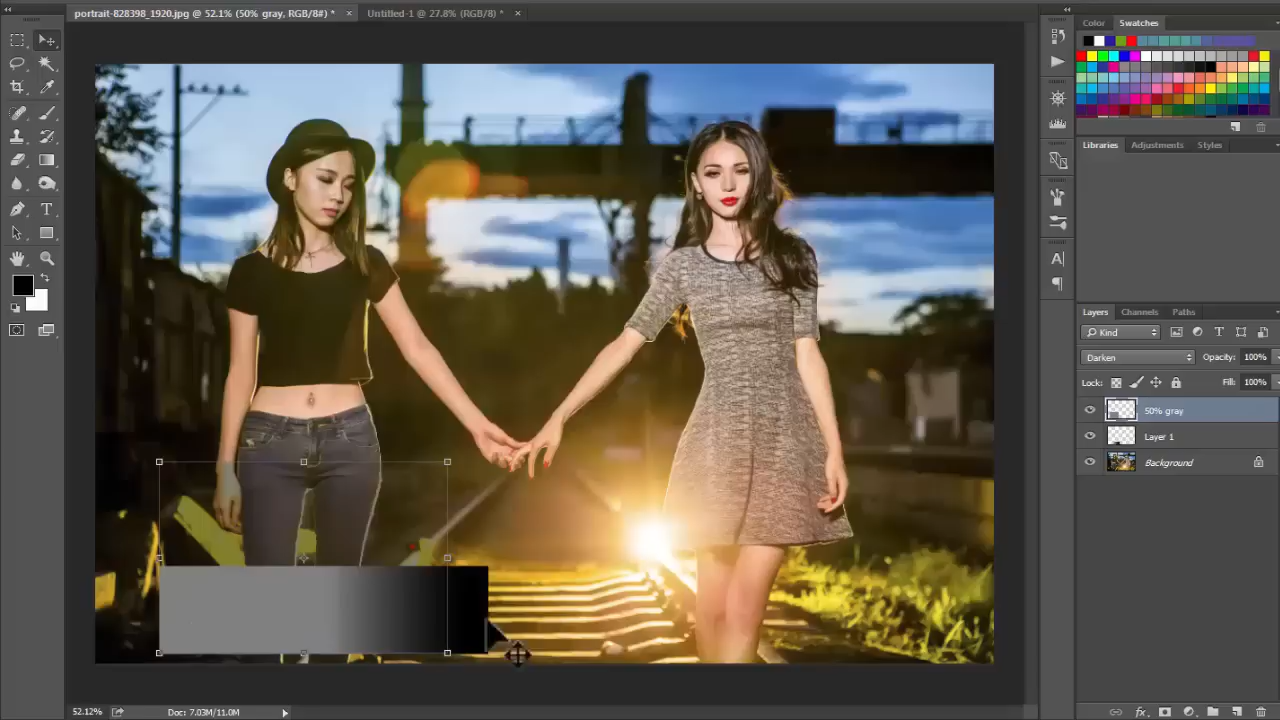 portrait-828398_1920.jpg @ 52.1% (50% gray, RGB/8#) *
Untitled-1 @ 27.8% (RGB/8) *
Color
Swatches
Libraries
Adjustments
Styles
Layers
Channels
Paths
Kind
Darken
Opacity: 100%
Lock:
Fill: 100%
50% gray
Layer 1
Background
52.12%
Doc: 7.03M/11.0M